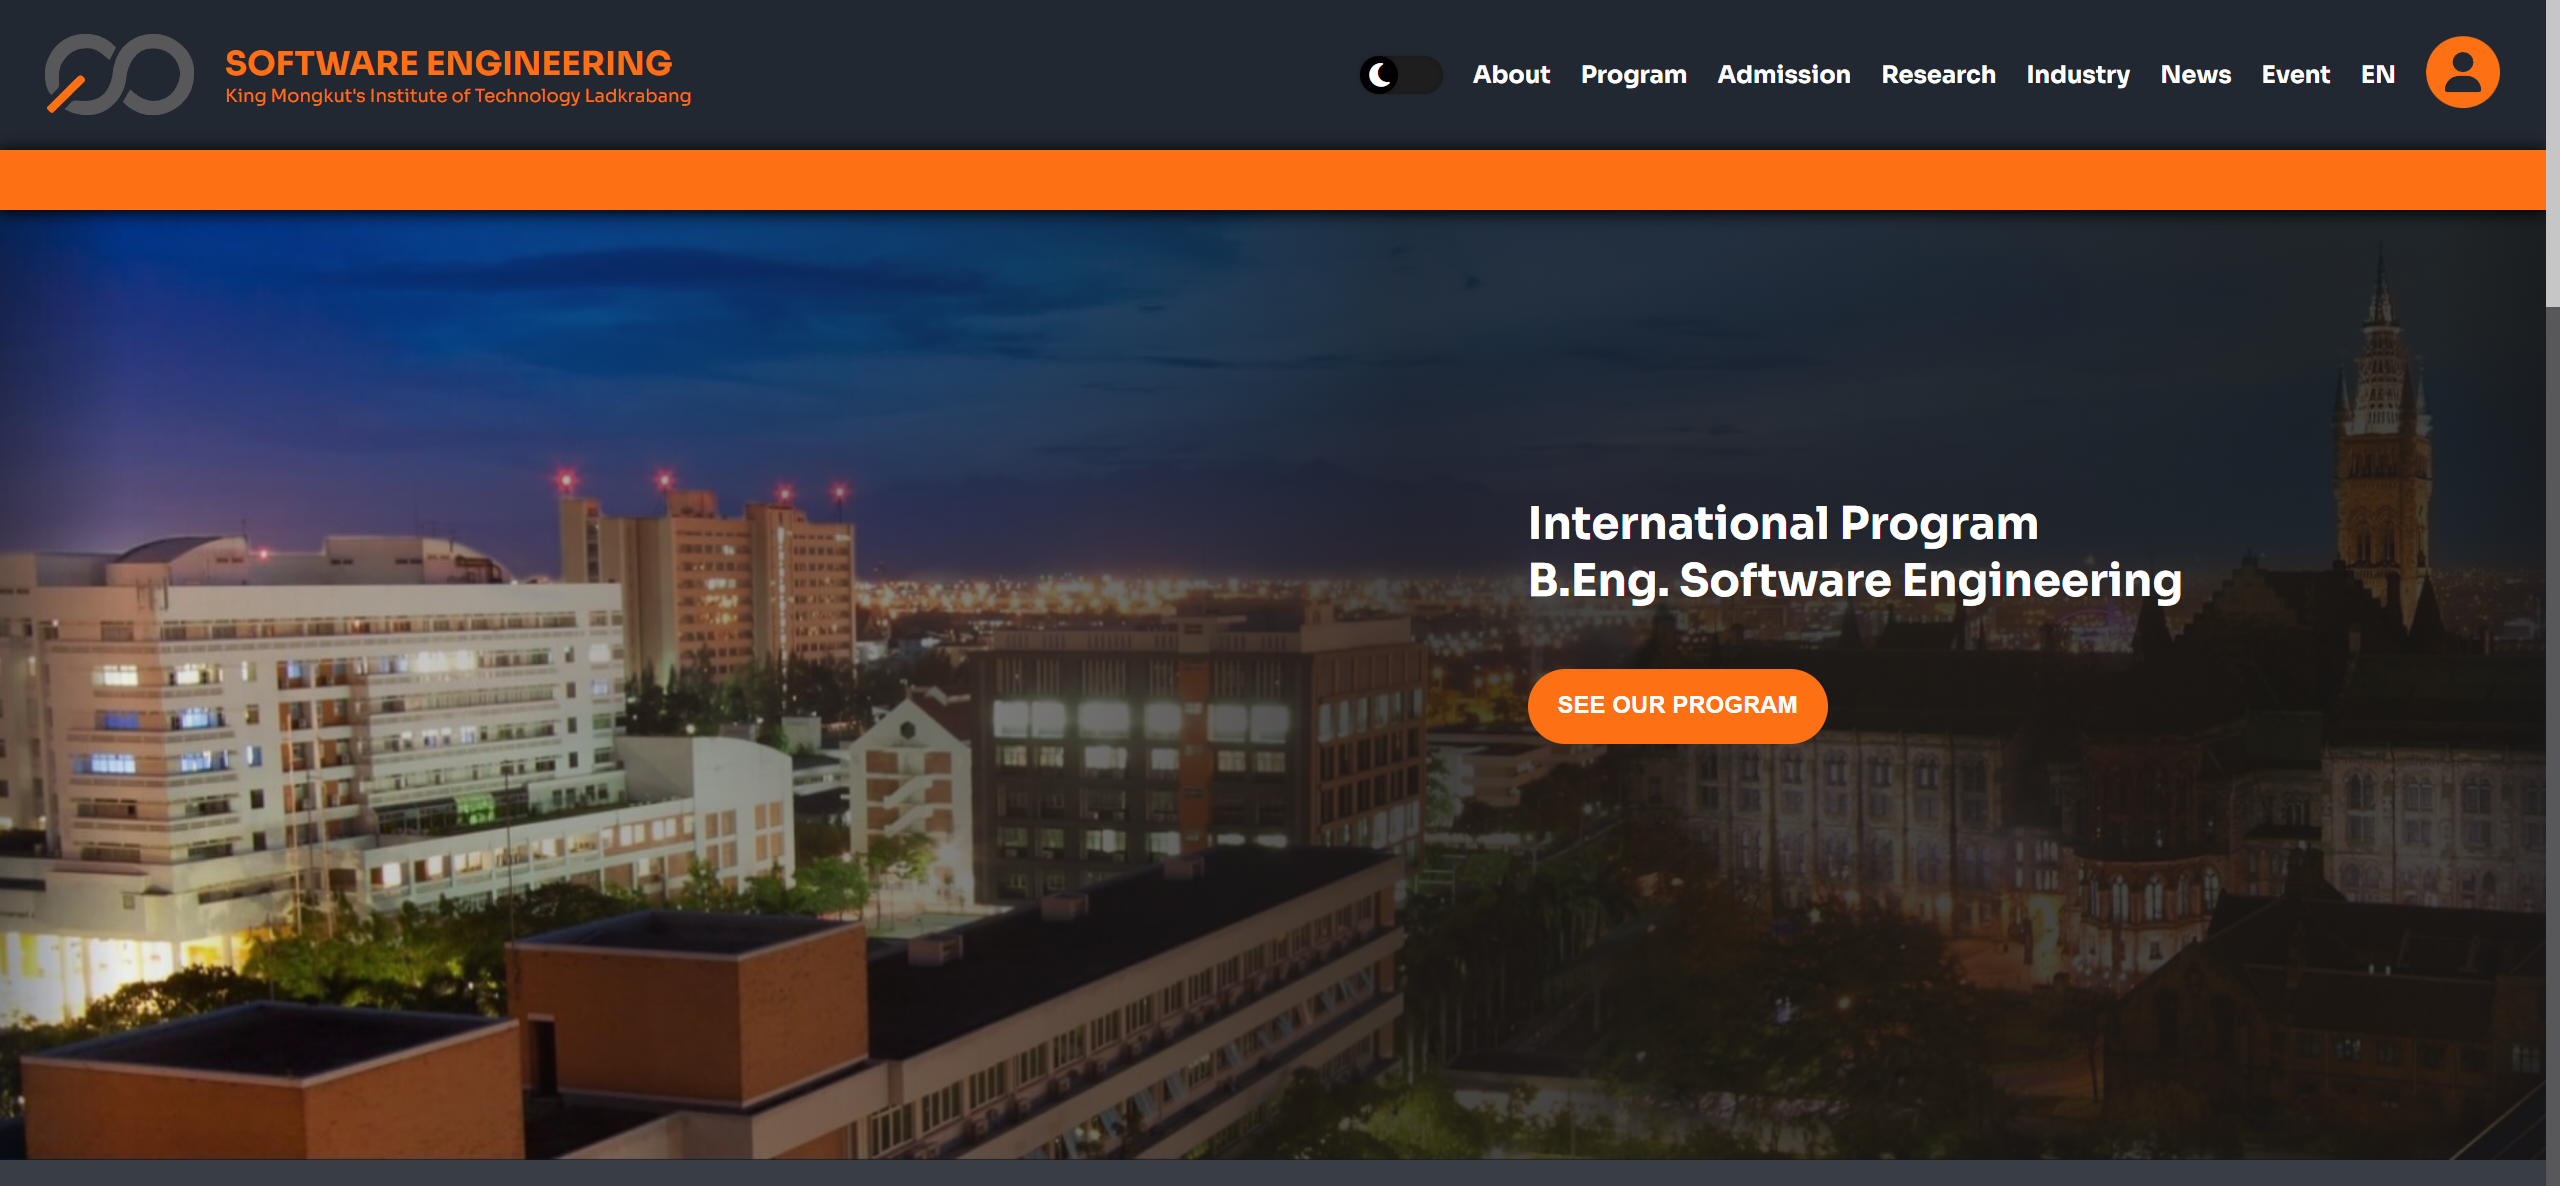 SOFTWARE ENGINEERING
King Mongkut's Institute of Technology Ladkrabang
About Program Admission Research Industry News Event EN
International Program
B.Eng. Software Engineering
SEE OUR PROGRAM